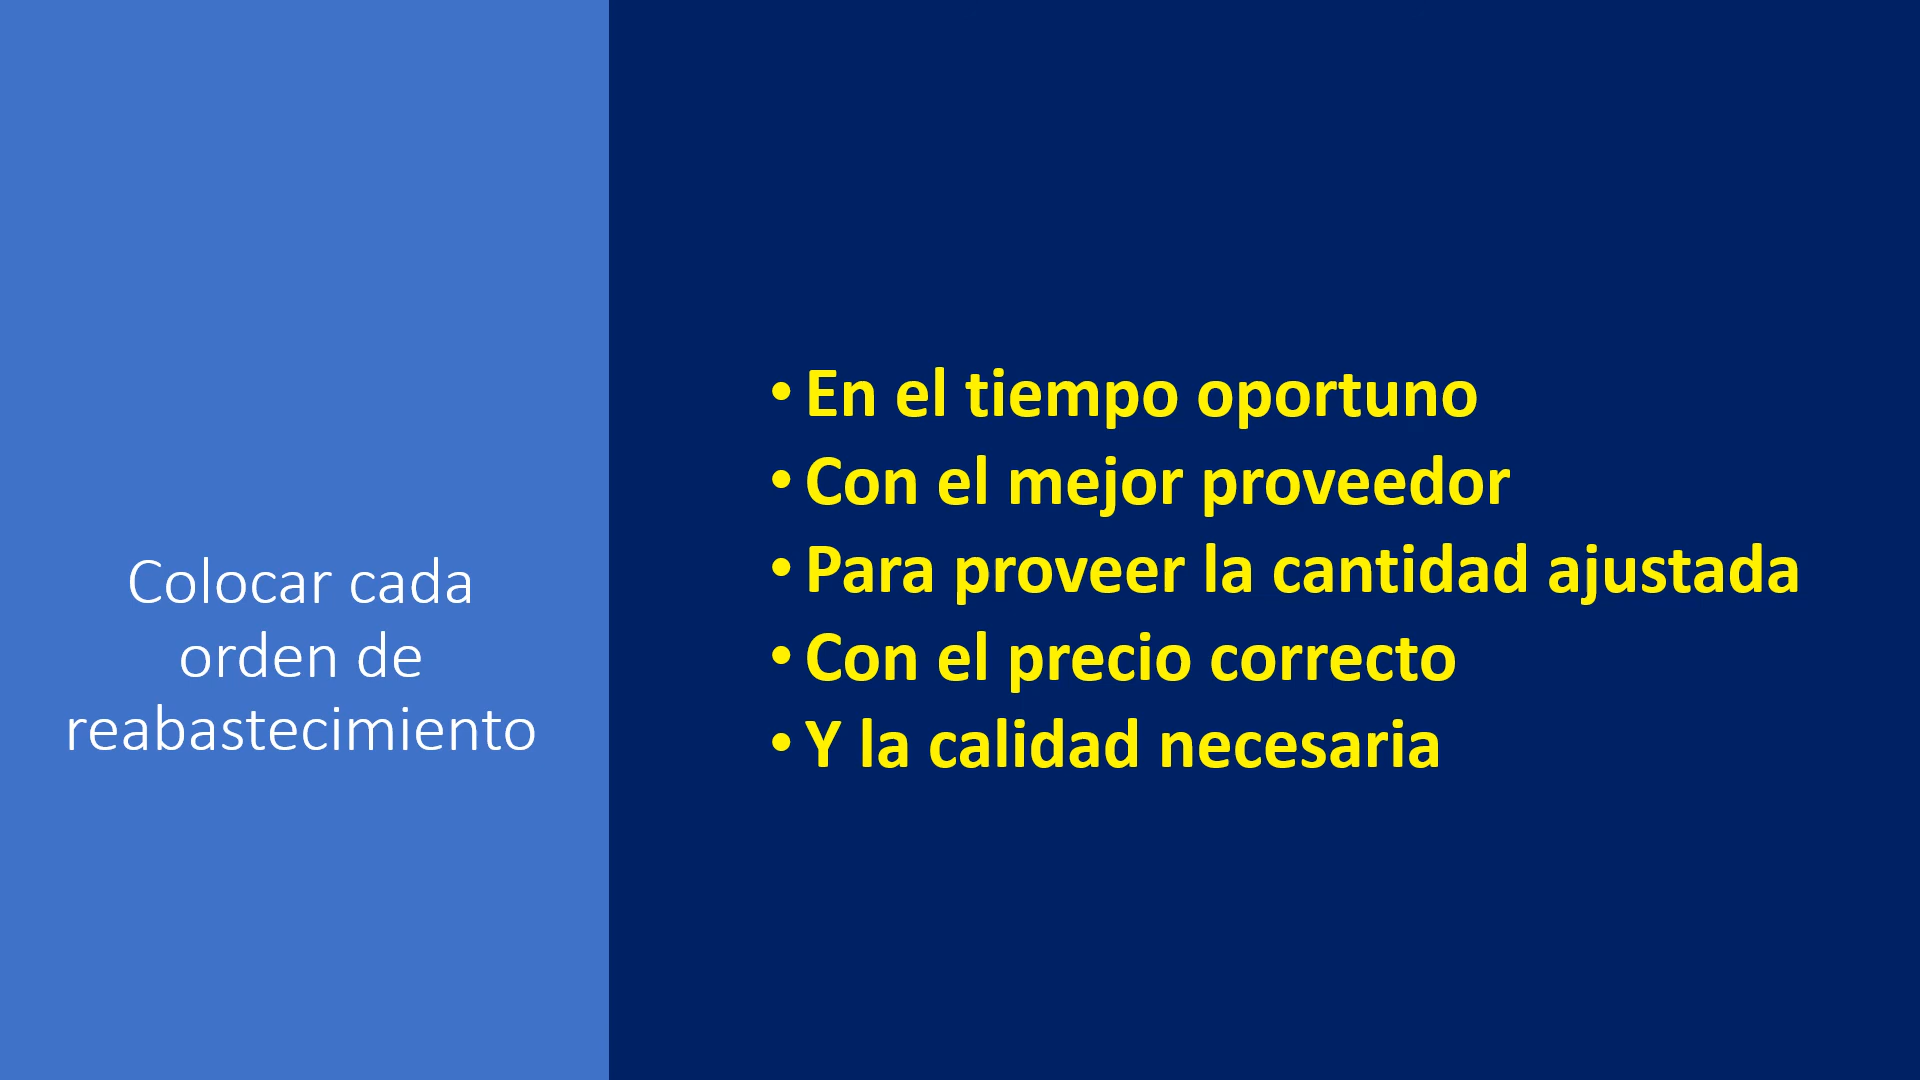 Colocar cada
orden de
reabastecimiento
• En el tiempo oportuno
• Con el mejor proveedor
• Para proveer la cantidad ajustada
• Con el precio correcto
• Y la calidad necesaria